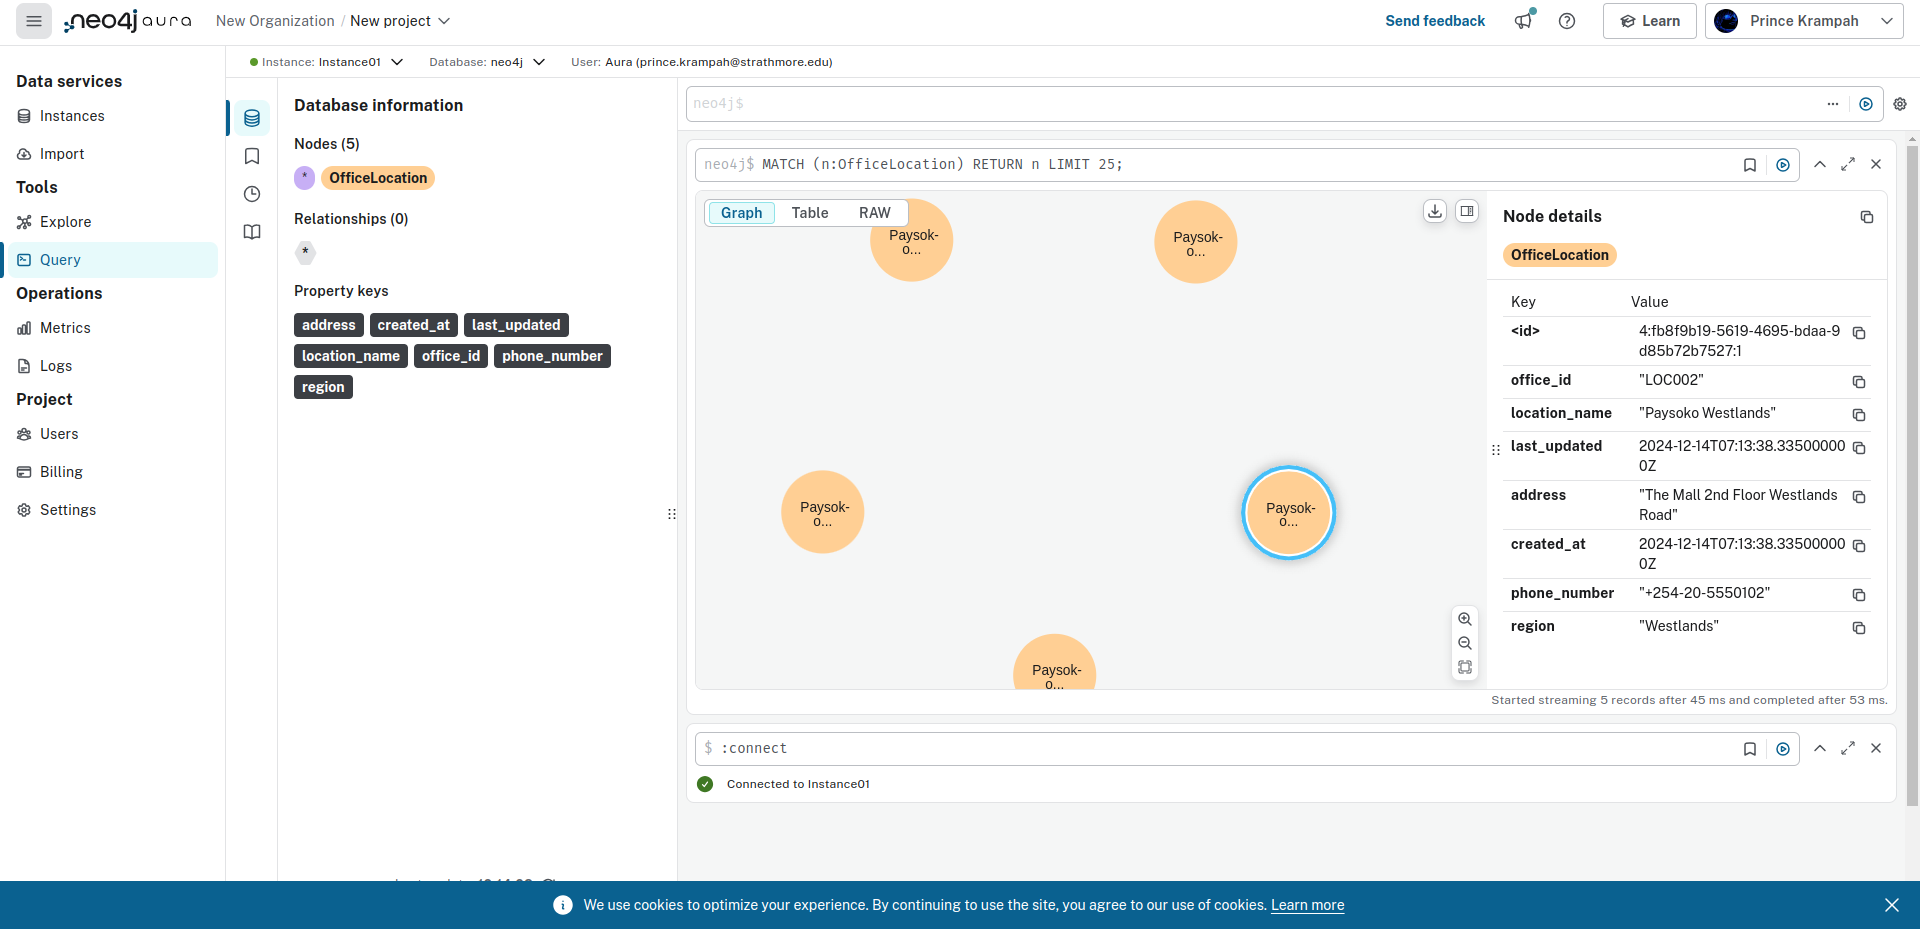 neo4j aura New Organization / New project Send feedback Learn Prince Krampah
Instance: Instance01 Database: neo4j User: Aura (prince.krampah@strathmore.edu)
Data services
Instances
Import
Tools
Explore
Query
Operations
Metrics
Logs
Project
Users
Billing
Settings
Database information
Nodes (5)
* OfficeLocation
Relationships (0)
*
Property keys
address created_at last_updated
location_name office_id phone_number
region
neo4j$
neo4j$ MATCH (n:OfficeLocation) RETURN n LIMIT 25;
Graph Table RAW
Paysok-
o...
Paysok-
o...
Paysok-
o...
Paysok-
o...
Paysok-
o...
Node details
OfficeLocation
Key Value
<id> 4:fb8f9b19-5619-4695-bdaa-9
d85b72b7527:1
office_id "LOC002"
location_name "Paysoko Westlands"
last_updated 2024-12-14T07:13:38.33500000
0Z
address "The Mall 2nd Floor Westlands
Road"
created_at 2024-12-14T07:13:38.33500000
0Z
phone_number "+254-20-5550102"
region "Westlands"
Started streaming 5 records after 45 ms and completed after 53 ms.
$ :connect
Connected to Instance01
We use cookies to optimize your experience. By continuing to use the site, you agree to our use of cookies. Learn more